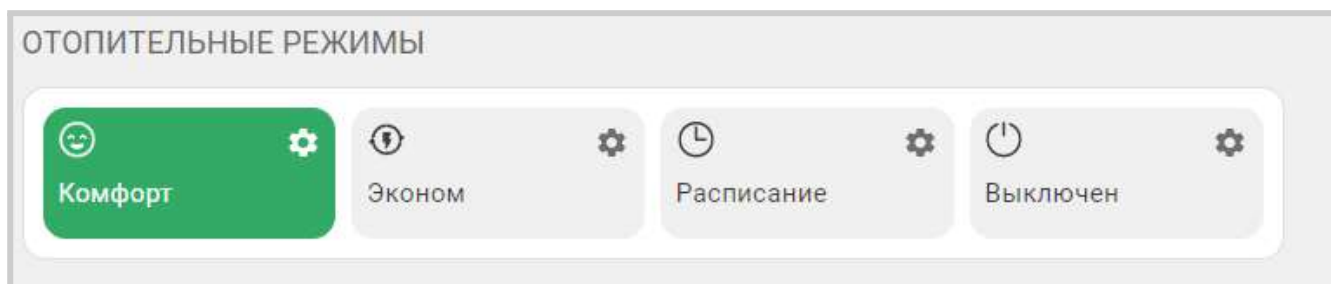 ОТОПИТЕЛЬНЫЕ РЕЖИМЫ
Комфорт
Эконом
Расписание
Выключен